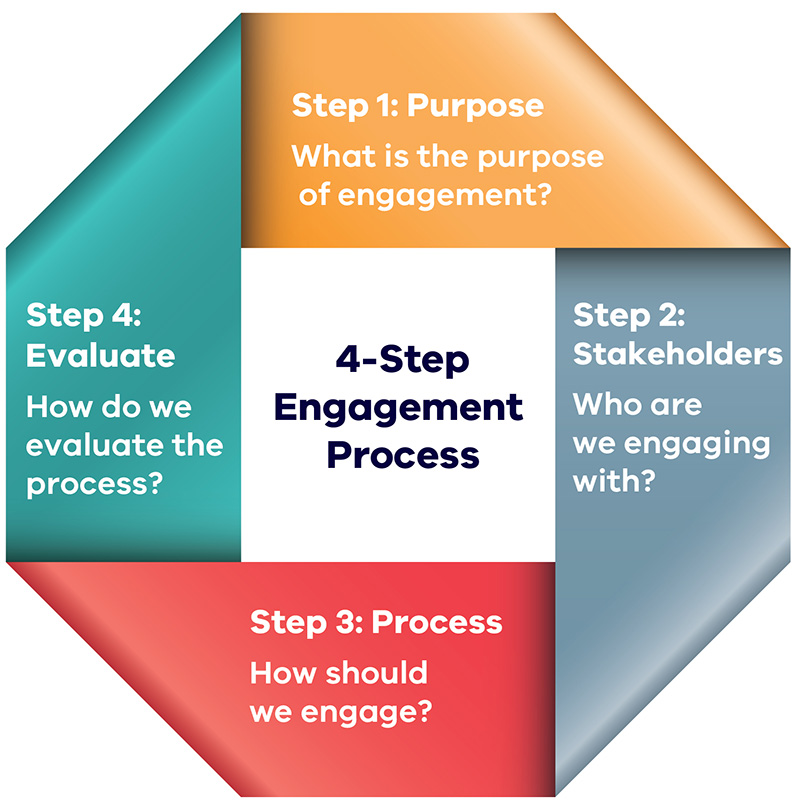 Step 1: Purpose
What is the purpose
of engagement?
Step 2:
Stakeholders
Who are
we engaging
with?
Step 3: Process
How should
we engage?
Step 4:
Evaluate
How do we
evaluate the
process?
4-Step
Engagement
Process